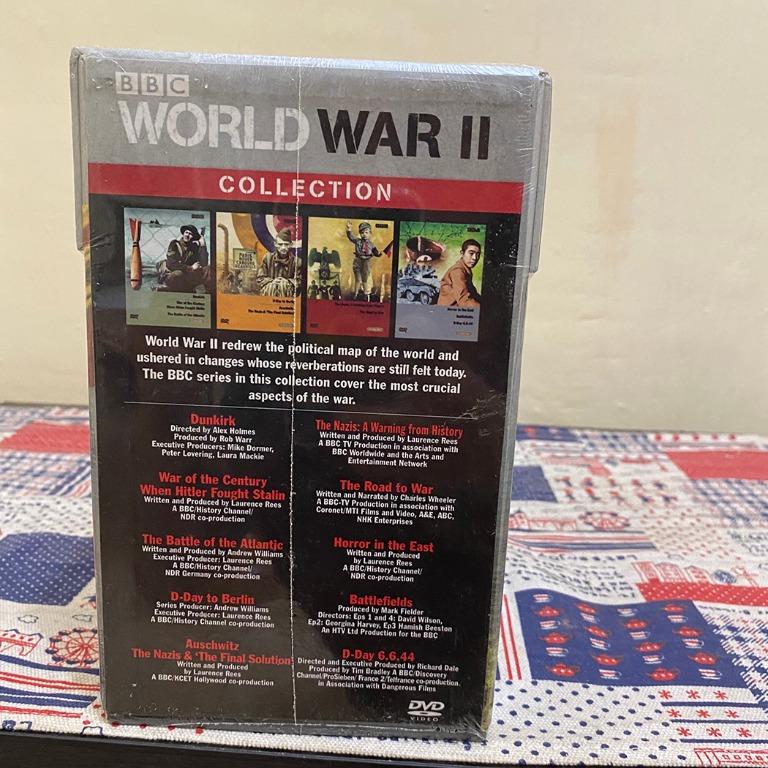 BBC
WORLD WAR II
COLLECTION
World War II redrew the political map of the world and
ushered in changes whose reverberations are still felt today.
The BBC series in this collection cover the most crucial
aspects of the war.
Dunkirk
Directed by Alex Holmes
Produced by Rob Warr
Executive Producers: Mike Dormer,
Peter Lovering, Laura Mackie
War of the Century
When Hitler Fought Stalin
Written and Produced by Laurence Rees
A BBC/History Channel/
NDR co-production
The Battle of the Atlantic
Written and Produced by Andrew Williams
Executive Producer: Laurence Rees
A BBC/History Channel/
NDR Germany co-production
D-Day to Berlin
Series Producer: Andrew Williams
Executive Producer: Laurence Rees
A BBC/History Channel co-production
Auschwitz
The Nazis & 'The Final Solution'
Written and Produced
by Laurence Rees
A BBC/KCET Hollywood co-production
The Nazis: A Warning from History
Written and Produced by Laurence Rees
A BBC TV Production in association with
BBC Worldwide and the Arts and
Entertainment Network
The Road to War
Written and Narrated by Charles Wheeler
A BBC-TV Production in association with
Coronet/MTI Films and Video, A&E, ABC,
NHK Enterprises
Horror in the East
Written and Produced
by Laurence Rees
A BBC/History Channel/
NDR co-production
Battlefields
Produced by Mark Fielder
Directors: Eps 1 and 4: David Wilson,
Ep2: Georgina Harvey, Ep3 Hamish Beeston
An HTV Ltd Production for the BBC
D-Day 6.6.44
Directed and Executive Produced by Richard Dale
Produced by Tim Bradley A BBC/Discovery
Channel/ProSieben/ France 2/Telfrance co-production.
in Association with Dangerous Films
DVD
VIDEO